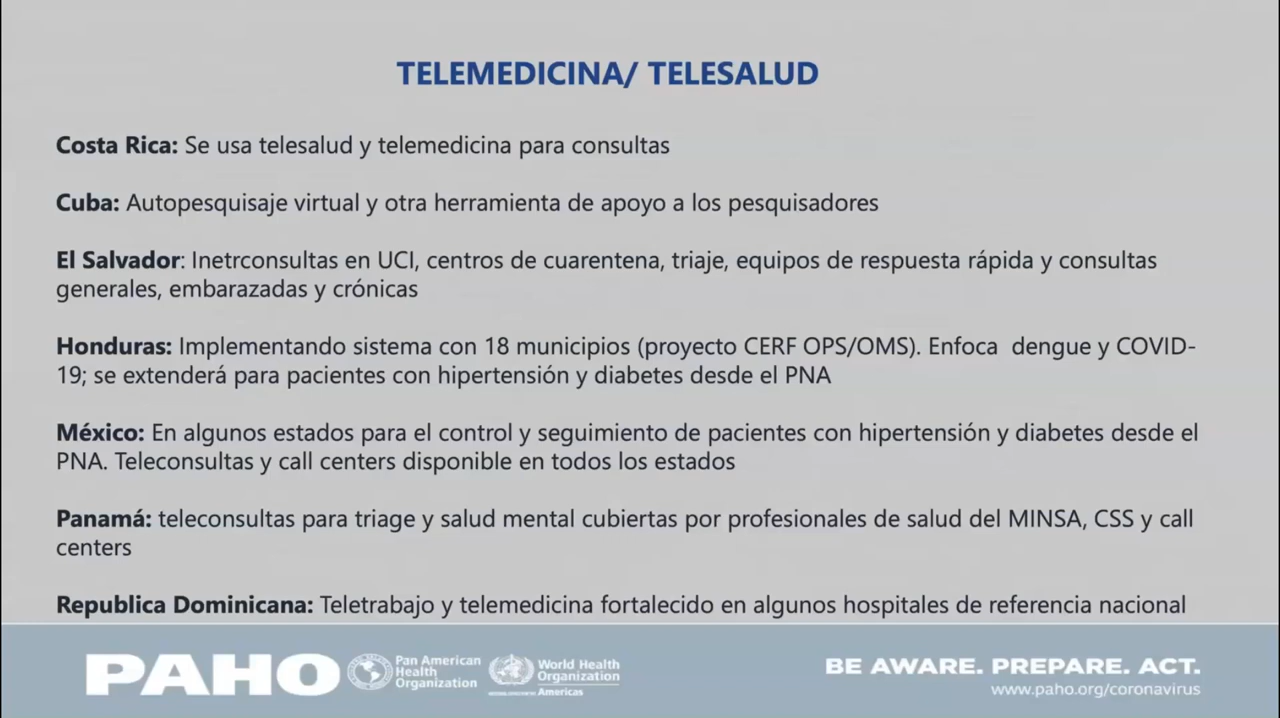 TELEMEDICINA/ TELESALUD
Costa Rica: Se usa telesalud y telemedicina para consultas
Cuba: Autopesquisaje virtual y otra herramienta de apoyo a los pesquisadores
El Salvador: Inetrconsultas en UCI, centros de cuarentena, triaje, equipos de respuesta rápida y consultas
generales, embarazadas y crónicas
Honduras: Implementando sistema con 18 municipios (proyecto CERF OPS/OMS). Enfoca  dengue y COVID-
19; se extenderá para pacientes con hipertensión y diabetes desde el PNA
México: En algunos estados para el control y seguimiento de pacientes con hipertensión y diabetes desde el
PNA. Teleconsultas y call centers disponible en todos los estados
Panamá: teleconsultas para triage y salud mental cubiertas por profesionales de salud del MINSA, CSS y call
centers
Republica Dominicana: Teletrabajo y telemedicina fortalecido en algunos hospitales de referencia nacional
PAHO
Pan American
Health
Organization
World Health
Organization
Americas
BE AWARE. PREPARE. ACT.
www.paho.org/coronavirus